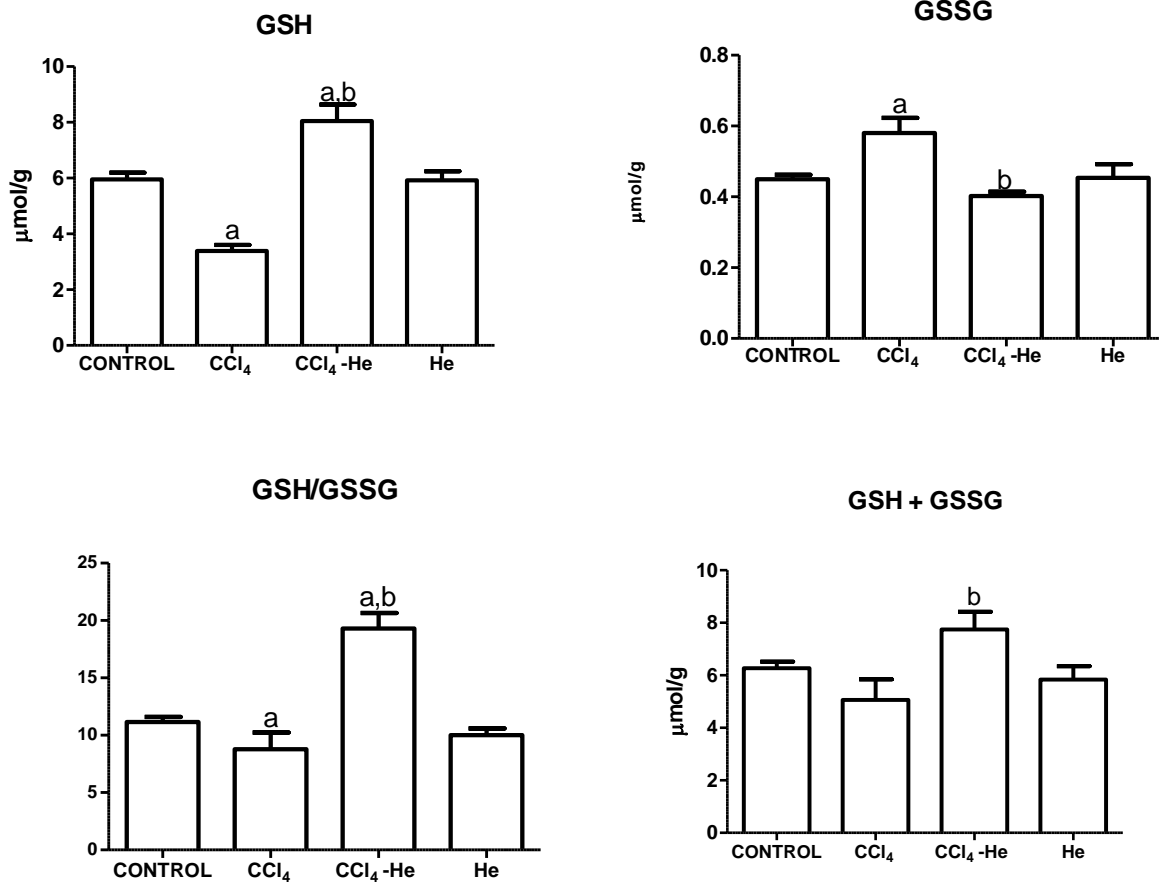 GSH
μmol/g
10
8
6
4
2
0
a
a,b
CONTROL CCl₄ CCl₄ -He He
GSSG
μmol/g
0.8
0.6
0.4
0.2
0.0
a
b
CONTROL CCl₄ CCl₄ -He He
GSH/GSSG
25
20
15
10
5
0
a
a,b
CONTROL CCl₄ CCl₄ -He He
GSH + GSSG
μmol/g
10
8
6
4
2
0
b
CONTROL CCl₄ CCl₄ -He He